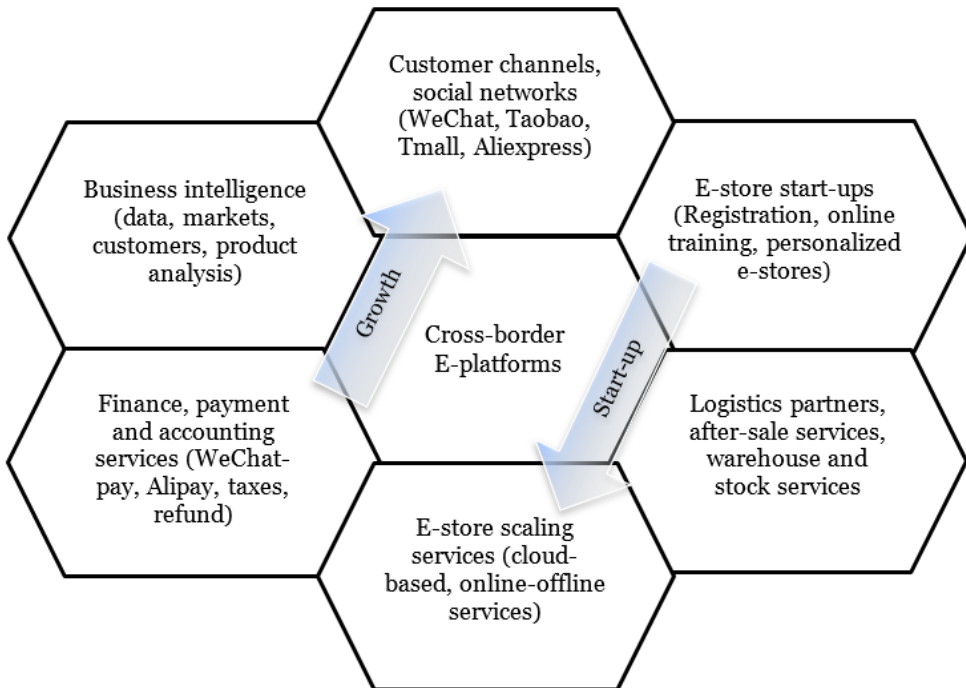 Customer channels,
social networks
(WeChat, Taobao,
Tmall, Aliexpress)
Business intelligence
(data, markets,
customers, product
analysis)
E-store start-ups
(Registration, online
training, personalized
e-stores)
Growth
Cross-border
E-platforms
Start-up
Finance, payment
and accounting
services (WeChat-
pay, Alipay, taxes,
refund)
Logistics partners,
after-sale services,
warehouse and
stock services
E-store scaling
services (cloud-
based, online-offline
services)